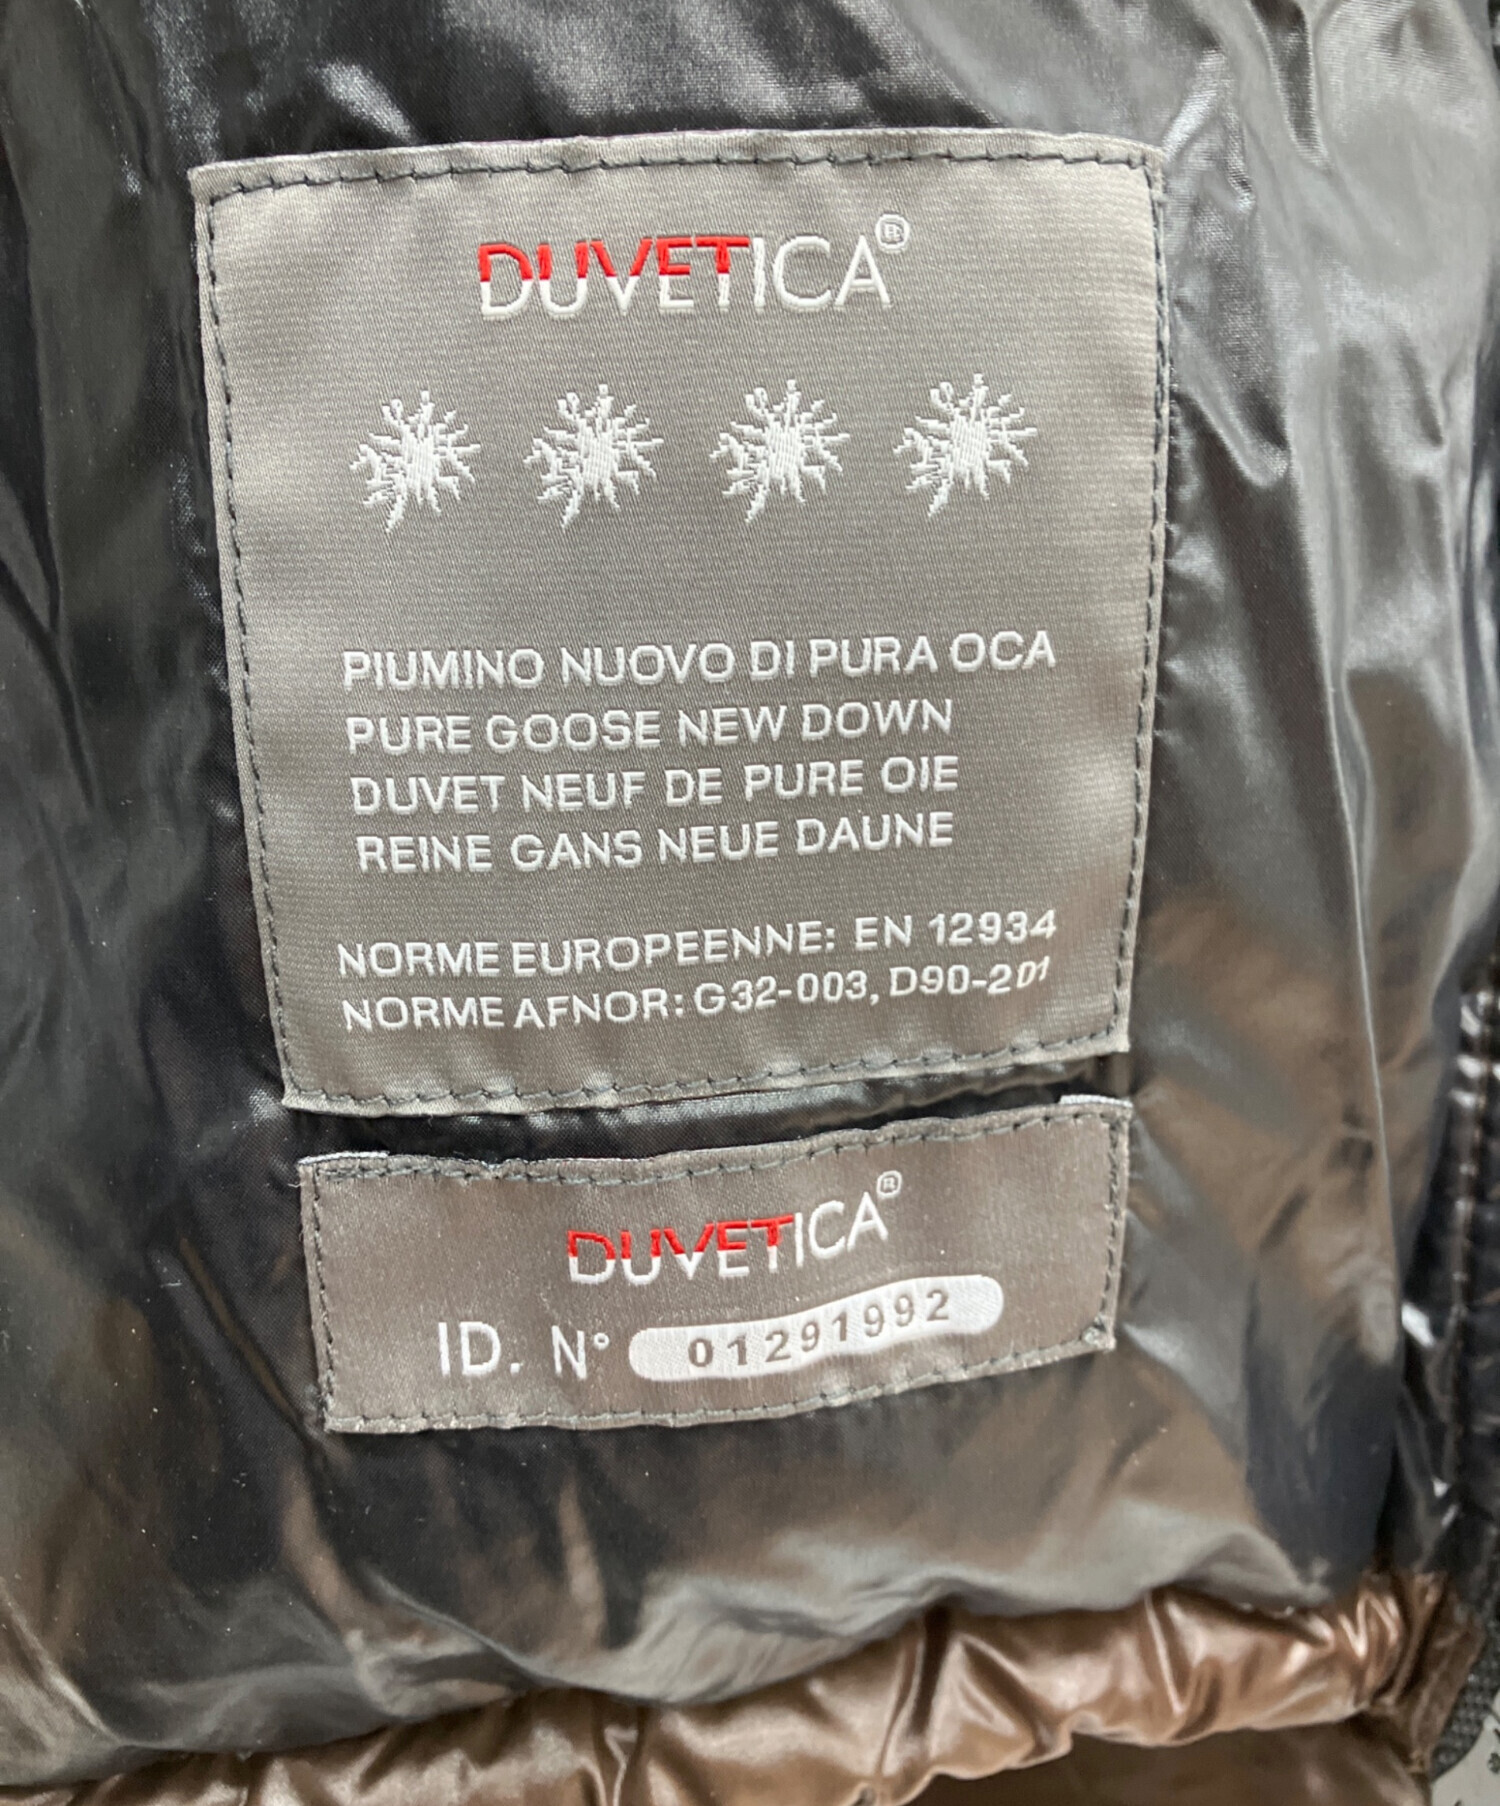 DUVETICA®
PIUMINO NUOVO DI PURA OCA
PURE GOOSE NEW DOWN
DUVET NEUF DE PURE OIE
REINE GANS NEUE DAUNE
NORME EUROPEENNE: EN 12934
NORME AFNOR: G32-003, D90-201
DUVETICA®
ID. N° 01291992